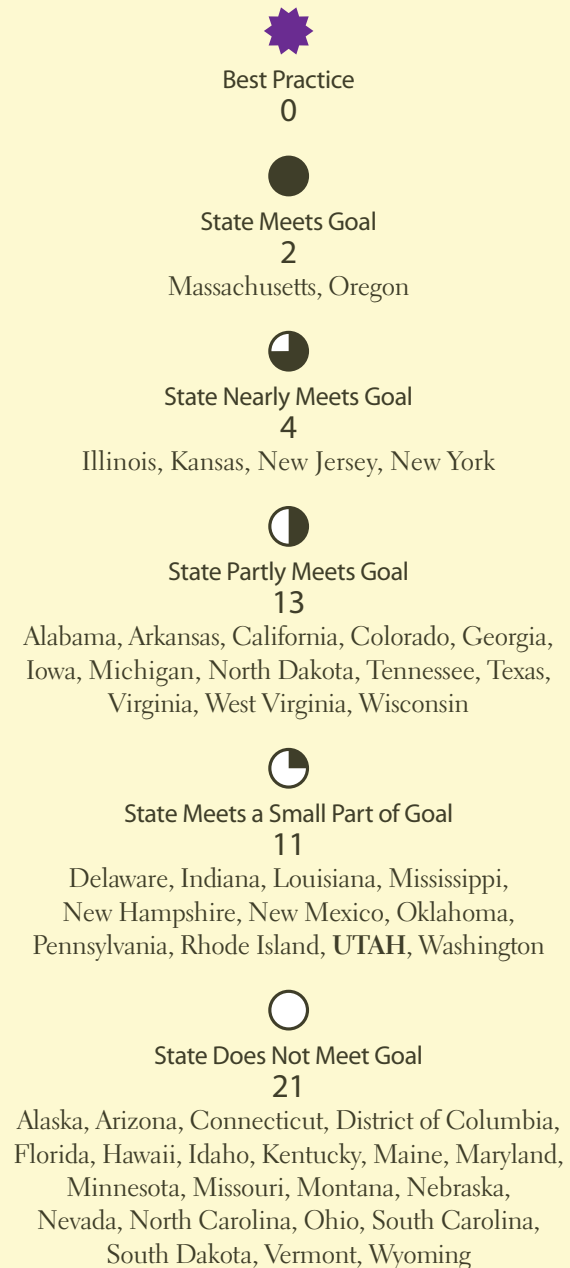 Best Practice
0
State Meets Goal
2
Massachusetts, Oregon
State Nearly Meets Goal
4
Illinois, Kansas, New Jersey, New York
State Partly Meets Goal
13
Alabama, Arkansas, California, Colorado, Georgia,
Iowa, Michigan, North Dakota, Tennessee, Texas,
Virginia, West Virginia, Wisconsin
State Meets a Small Part of Goal
11
Delaware, Indiana, Louisiana, Mississippi,
New Hampshire, New Mexico, Oklahoma,
Pennsylvania, Rhode Island, UTAH, Washington
State Does Not Meet Goal
21
Alaska, Arizona, Connecticut, District of Columbia,
Florida, Hawaii, Idaho, Kentucky, Maine, Maryland,
Minnesota, Missouri, Montana, Nebraska,
Nevada, North Carolina, Ohio, South Carolina,
South Dakota, Vermont, Wyoming